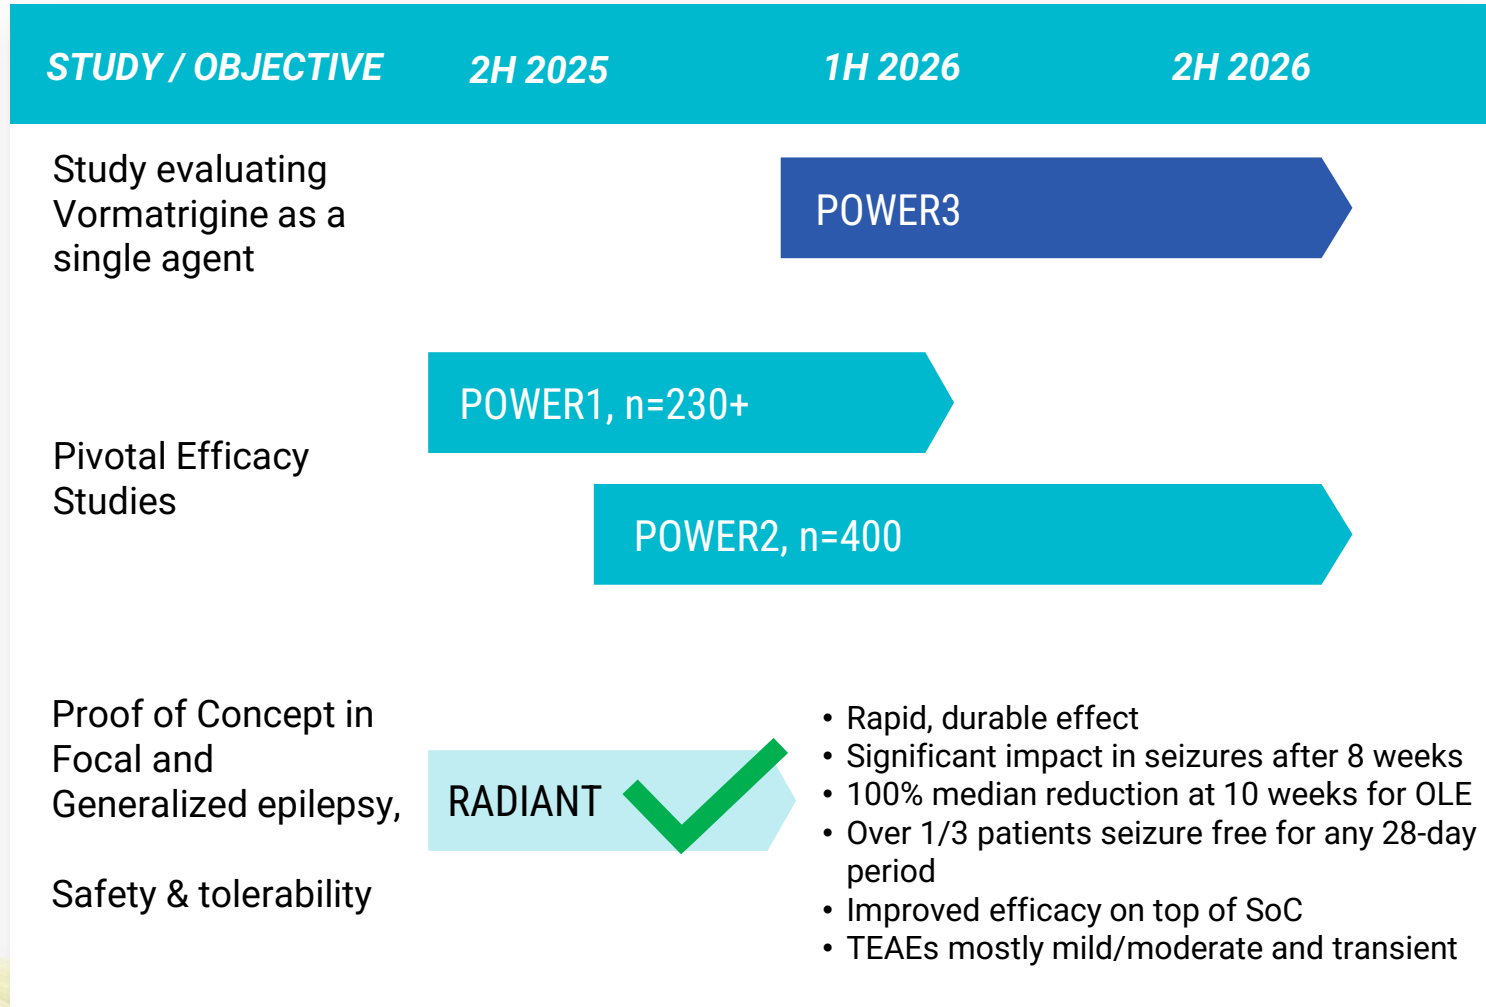 STUDY / OBJECTIVE 2H 2025 1H 2026 2H 2026
Study evaluating
Vormatrigine as a
single agent
POWER3
Pivotal Efficacy
Studies
POWER1, n=230+
POWER2, n=400
Proof of Concept in
Focal and
Generalized epilepsy,
Safety & tolerability
RADIANT
• Rapid, durable effect
• Significant impact in seizures after 8 weeks
• 100% median reduction at 10 weeks for OLE
• Over 1/3 patients seizure free for any 28-day
period
• Improved efficacy on top of SoC
• TEAEs mostly mild/moderate and transient